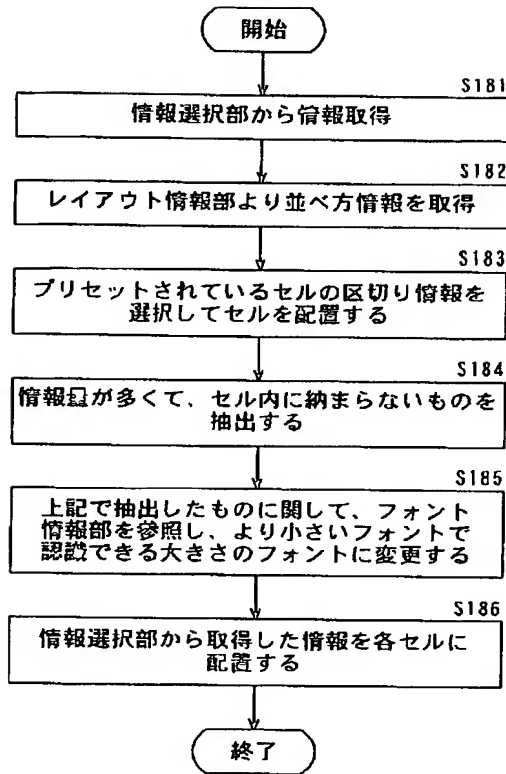 開始
S181
情報選択部から情報取得
S182
レイアウト情報部より並べ方情報を取得
S183
プリセットされているセルの区切り情報を
選択してセルを配置する
S184
情報量が多くて、セル内に納まらないものを
抽出する
S185
上記で抽出したものに関して、フォント
情報部を参照し、より小さいフォントで
認識できる大きさのフォントに変更する
S186
情報選択部から取得した情報を各セルに
配置する
終了